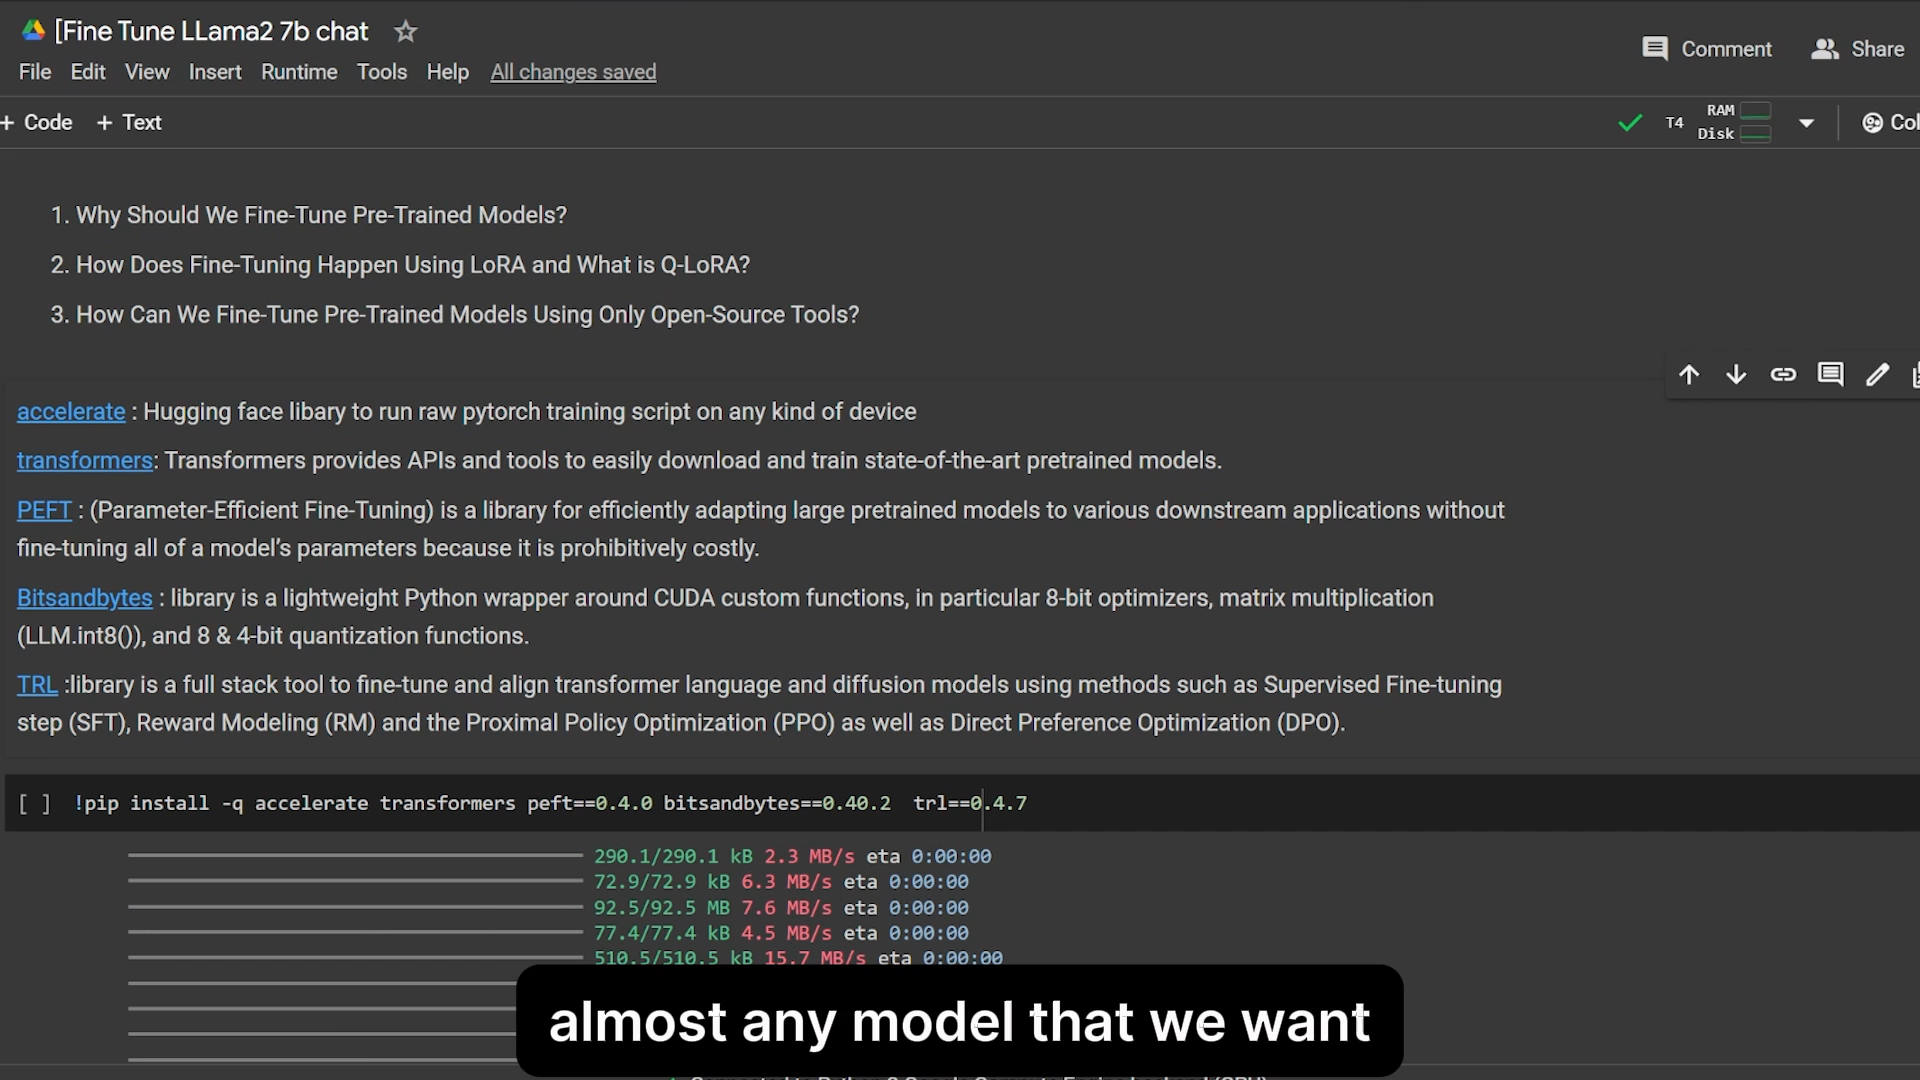 [Fine Tune LLama2 7b chat
Comment Share
File Edit View Insert Runtime Tools Help All changes saved
+ Code + Text
T4 RAM
Disk
Col
1. Why Should We Fine-Tune Pre-Trained Models?
2. How Does Fine-Tuning Happen Using LoRA and What is Q-LoRA?
3. How Can We Fine-Tune Pre-Trained Models Using Only Open-Source Tools?
accelerate : Hugging face libary to run raw pytorch training script on any kind of device
transformers: Transformers provides APIs and tools to easily download and train state-of-the-art pretrained models.
PEFT : (Parameter-Efficient Fine-Tuning) is a library for efficiently adapting large pretrained models to various downstream applications without
fine-tuning all of a model's parameters because it is prohibitively costly.
Bitsandbytes : library is a lightweight Python wrapper around CUDA custom functions, in particular 8-bit optimizers, matrix multiplication
(LLM.int8()), and 8 & 4-bit quantization functions.
TRL :library is a full stack tool to fine-tune and align transformer language and diffusion models using methods such as Supervised Fine-tuning
step (SFT), Reward Modeling (RM) and the Proximal Policy Optimization (PPO) as well as Direct Preference Optimization (DPO).
[ ] !pip install -q accelerate transformers peft==0.4.0 bitsandbytes==0.40.2 trl==0.4.7
290.1/290.1 kB 2.3 MB/s eta 0:00:00
72.9/72.9 kB 6.3 MB/s eta 0:00:00
92.5/92.5 MB 7.6 MB/s eta 0:00:00
77.4/77.4 kB 4.5 MB/s eta 0:00:00
510.5/510.5 kB 15.7 MB/s eta 0:00:00
almost any model that we want